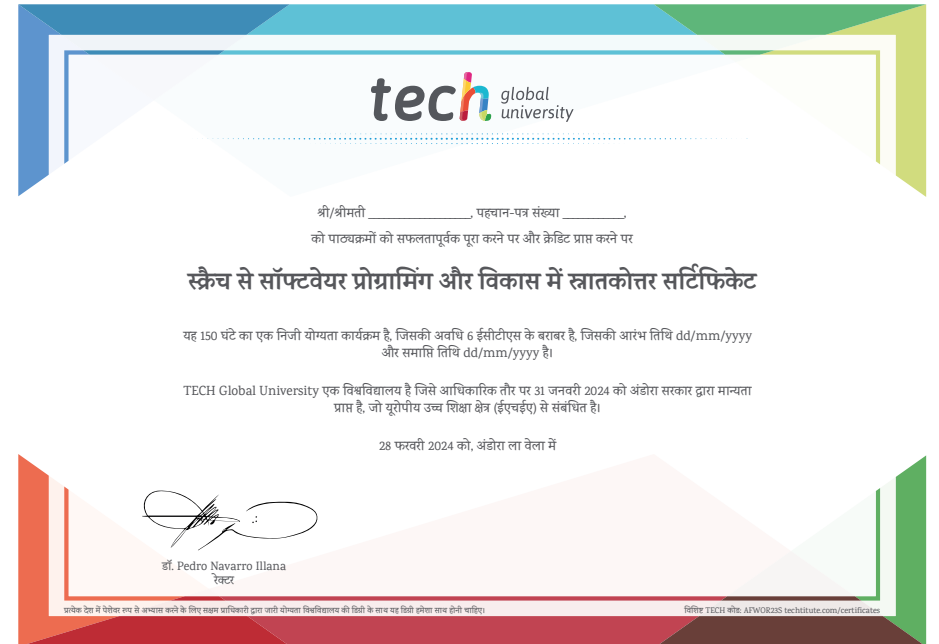 tech global
university
श्री/श्रीमती _________________, पहचान-पत्र संख्या __________,
को पाठ्यक्रमों को सफलतापूर्वक पूरा करने पर और क्रेडिट प्राप्त करने पर
स्क्रैच से सॉफ्टवेयर प्रोग्रामिंग और विकास में स्नातकोत्तर सर्टिफिकेट
यह 150 घंटे का एक निजी योग्यता कार्यक्रम है, जिसकी अवधि 6 ईसीटीएस के बराबर है, जिसकी आरंभ तिथि dd/mm/yyyy
और समाप्ति तिथि dd/mm/yyyy है।
TECH Global University एक विश्वविद्यालय है जिसे आधिकारिक तौर पर 31 जनवरी 2024 को अंडोरा सरकार द्वारा मान्यता
प्राप्त है, जो यूरोपीय उच्च शिक्षा क्षेत्र (ईएचईए) से संबंधित है।
28 फरवरी 2024 को, अंडोरा ला वेला में
डॉ. Pedro Navarro Illana
रेक्टर
प्रत्येक देश में पेशेवर रूप से अभ्यास करने के लिए सक्षम प्राधिकारी द्वारा जारी योग्यता विश्वविद्यालय की डिग्री के साथ यह डिग्री हमेशा साथ होनी चाहिए। विशिष्ट TECH कोड: AFWOR23S techtitute.com/certificates